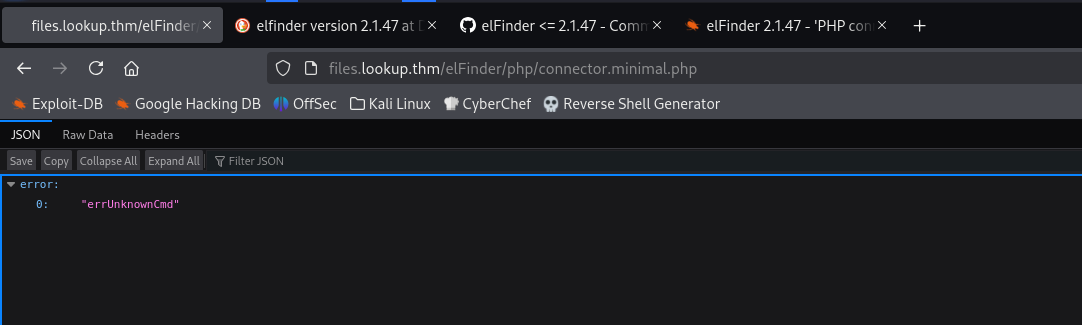 files.lookup.thm/elFinder/
elfinder version 2.1.47 at D
elFinder <= 2.1.47 - Comm
elFinder 2.1.47 - 'PHP con
files.lookup.thm/elFinder/php/connector.minimal.php
Exploit-DB
Google Hacking DB
OffSec
Kali Linux
CyberChef
Reverse Shell Generator
JSON
Raw Data
Headers
Save
Copy
Collapse All
Expand All
Filter JSON
error:
0: "errUnknownCmd"